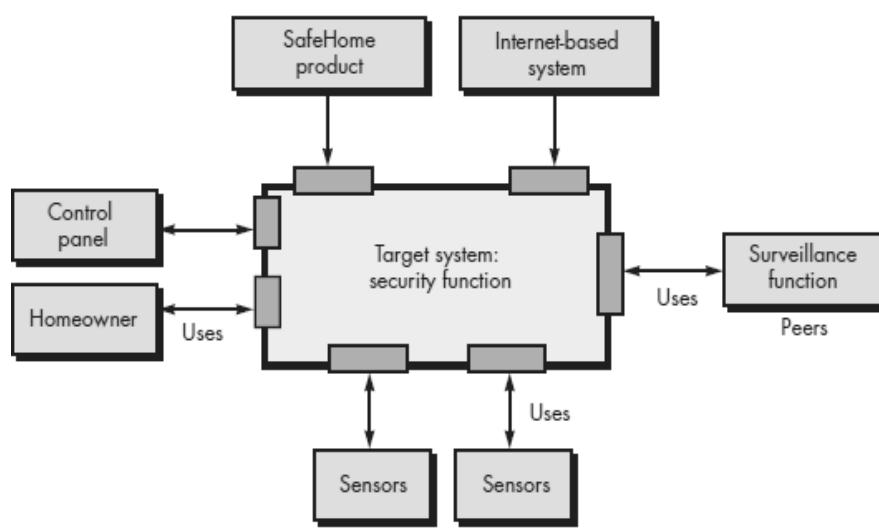 SafeHome
product
Internet-based
system
Control
panel
Target system:
security function
Surveillance
function
Homeowner
Uses
Uses
Peers
Uses
Sensors
Sensors